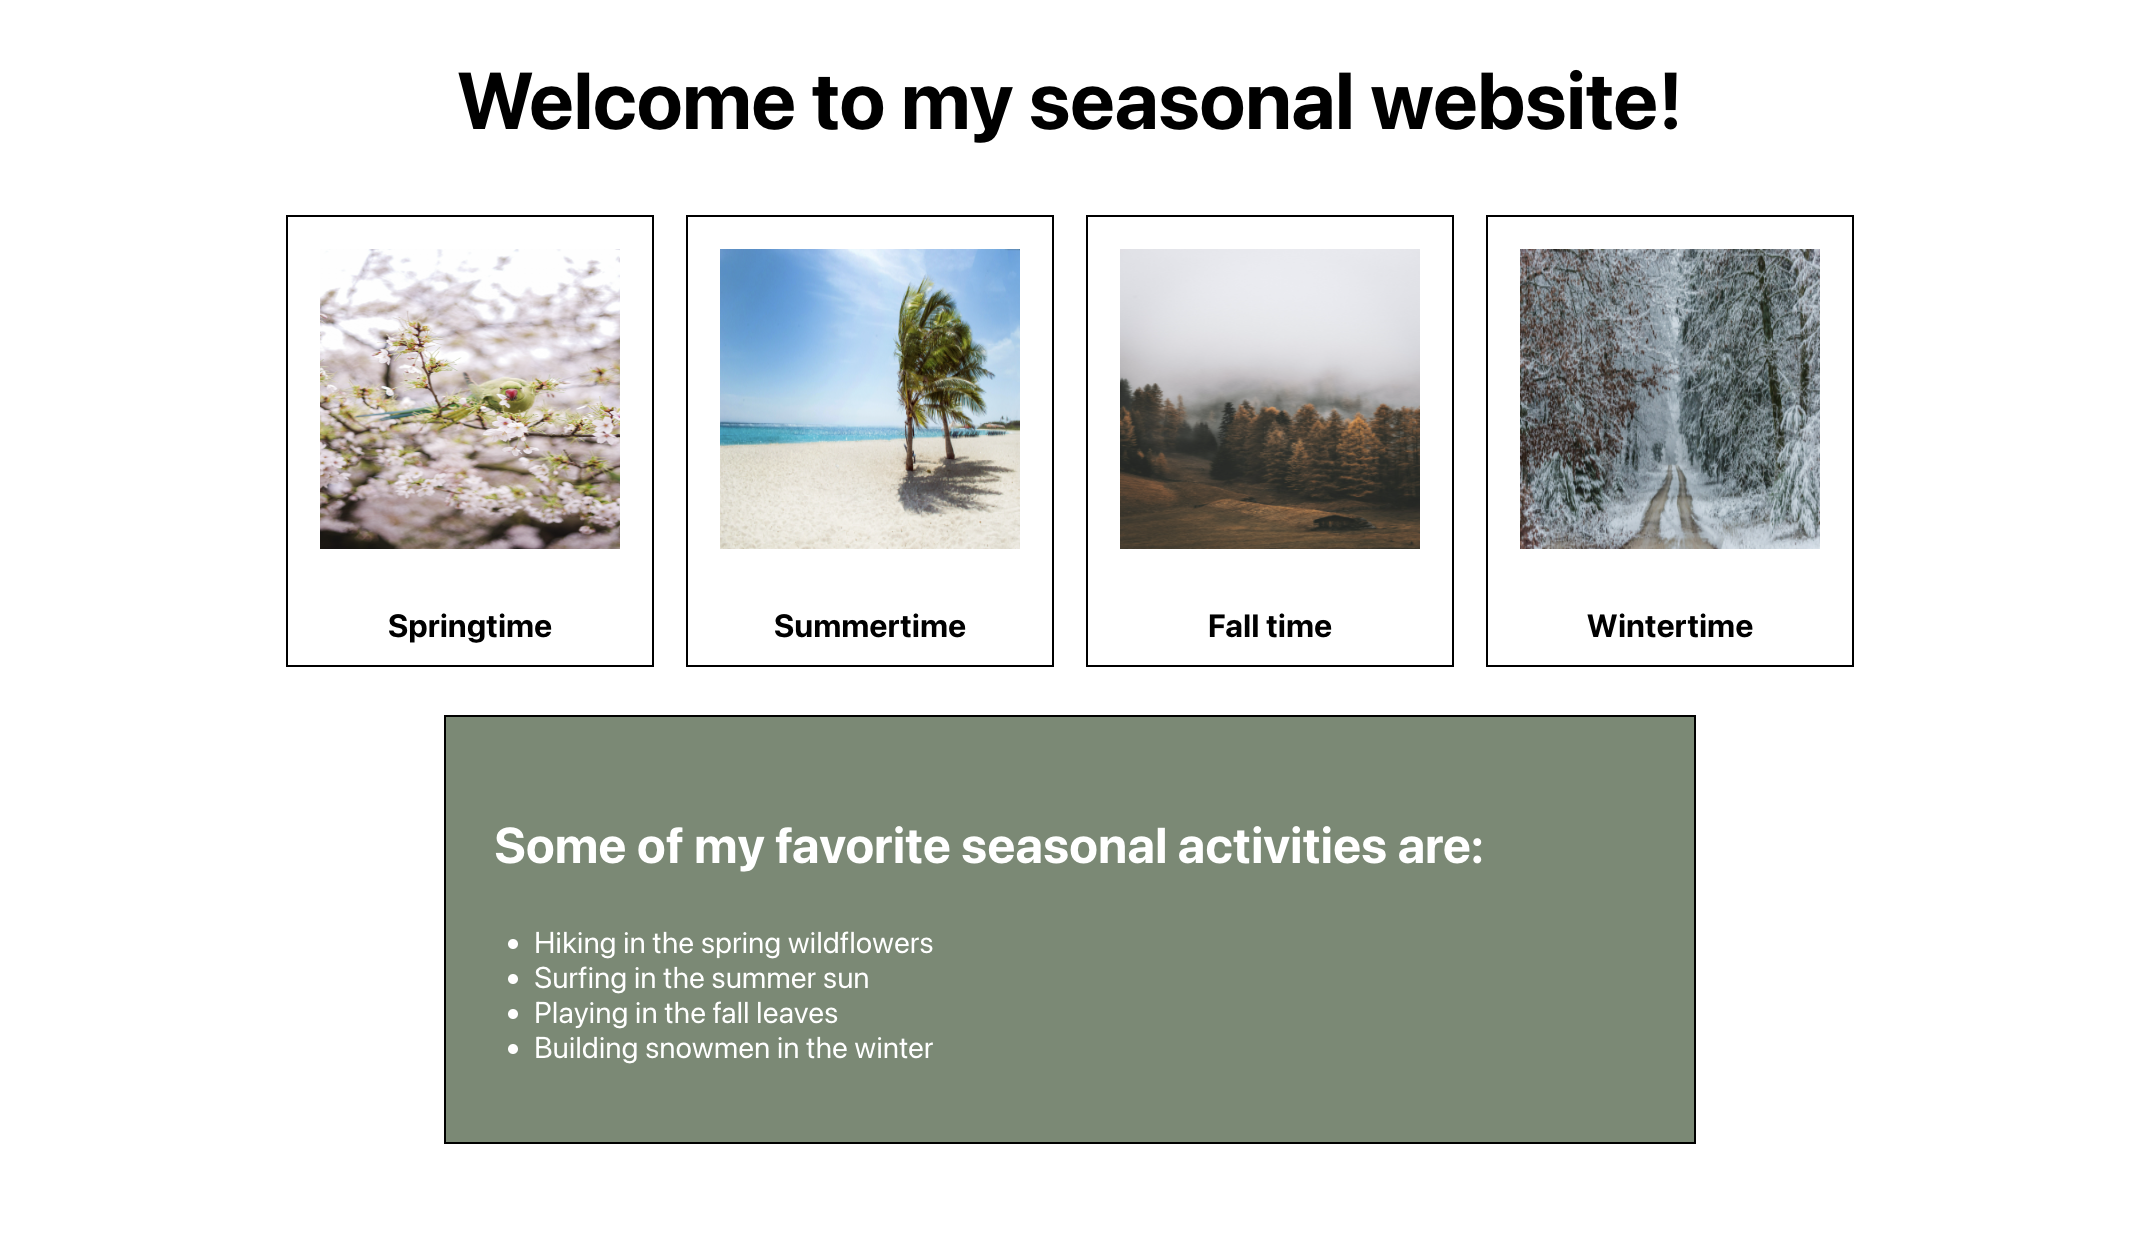 Welcome to my seasonal website!
Springtime
Summertime
Fall time
Wintertime
Some of my favorite seasonal activities are:
Hiking in the spring wildflowers
Surfing in the summer sun
Playing in the fall leaves
Building snowmen in the winter